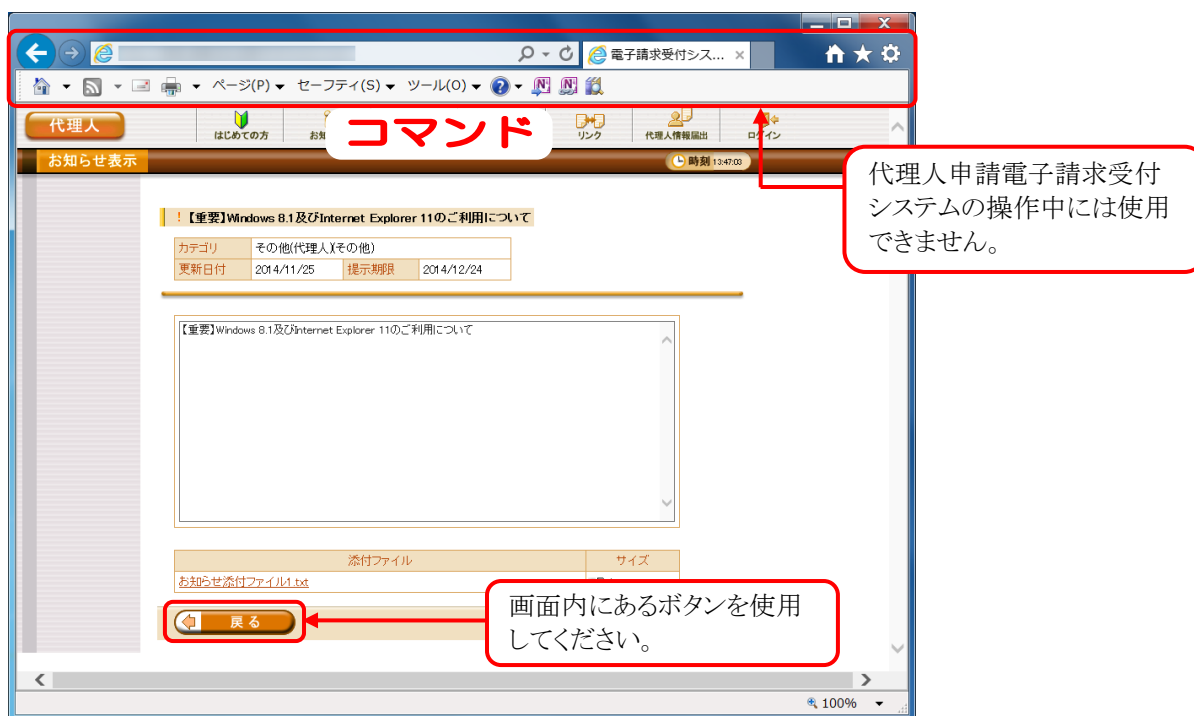 電子請求受付シス...
ページ(P) セーフティ(S) ツール(O)
代理人
はじめての方
リンク
代理人情報届出
ログイン
コマンド
お知らせ表示
時刻 13:47:03
代理人申請電子請求受付
システムの操作中には使用
できません。
！【重要】Windows 8.1及びInternet Explorer 11のご利用について
カテゴリ その他(代理人)(その他)
更新日付 2014/11/25 提示期限 2014/12/24
【重要】Windows 8.1及びInternet Explorer 11のご利用について
添付ファイル サイズ
お知らせ添付ファイル1.txt
画面内にあるボタンを使用
してください。
戻る
100%